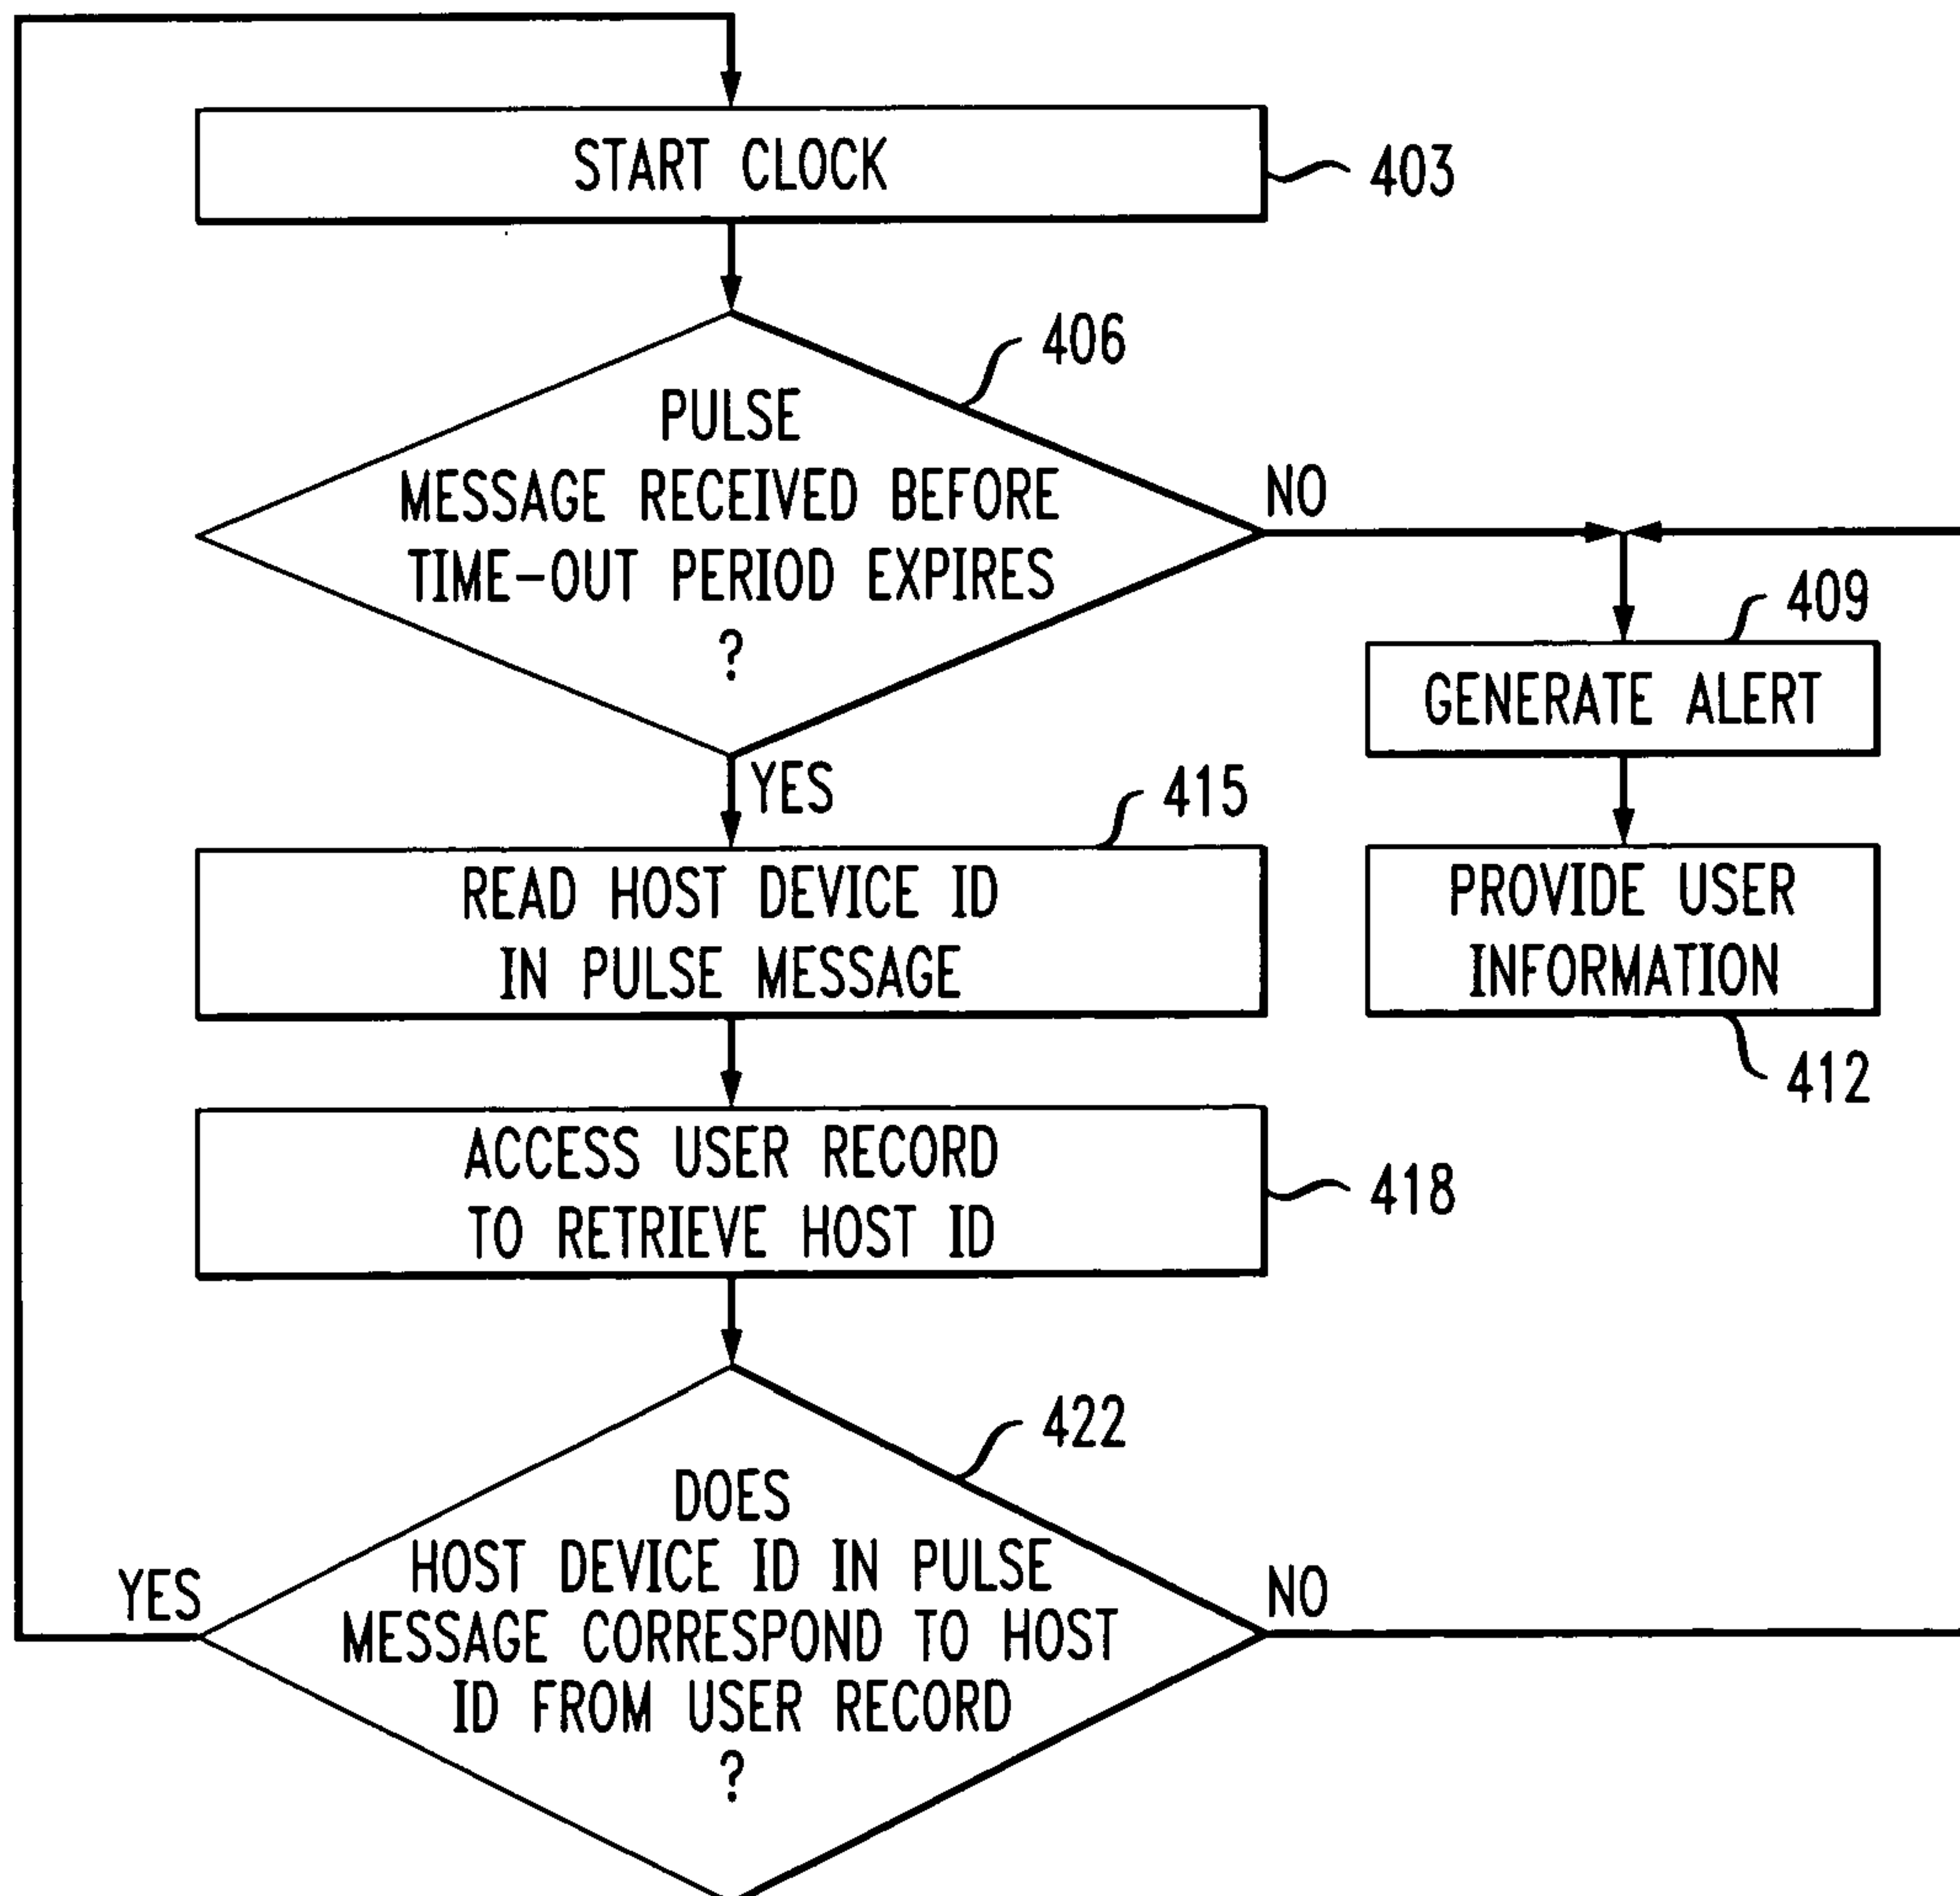 START CLOCK
403
406
PULSE
MESSAGE RECEIVED BEFORE
TIME-OUT PERIOD EXPIRES
?
NO
409
GENERATE ALERT
YES
415
READ HOST DEVICE ID
IN PULSE MESSAGE
PROVIDE USER
INFORMATION
412
ACCESS USER RECORD
TO RETRIEVE HOST ID
418
422
DOES
HOST DEVICE ID IN PULSE
MESSAGE CORRESPOND TO HOST
ID FROM USER RECORD
?
YES
NO